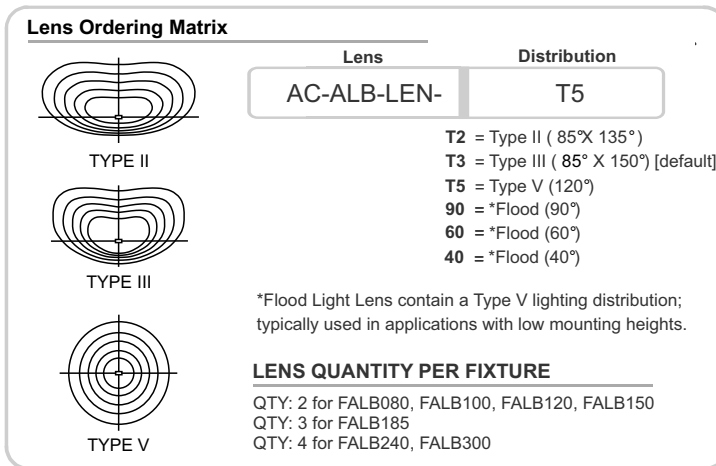 Lens Ordering Matrix
Lens
Distribution
AC-ALB-LEN-
T5
TYPE II
TYPE III
TYPE V
T2 = Type II ( 85°X 135°)
T3 = Type III ( 85° X 150°) [default]
T5 = Type V (120°)
90 = *Flood (90°)
60 = *Flood (60°)
40 = *Flood (40°)
*Flood Light Lens contain a Type V lighting distribution;
typically used in applications with low mounting heights.
LENS QUANTITY PER FIXTURE
QTY: 2 for FALB080, FALB100, FALB120, FALB150
QTY: 3 for FALB185
QTY: 4 for FALB240, FALB300